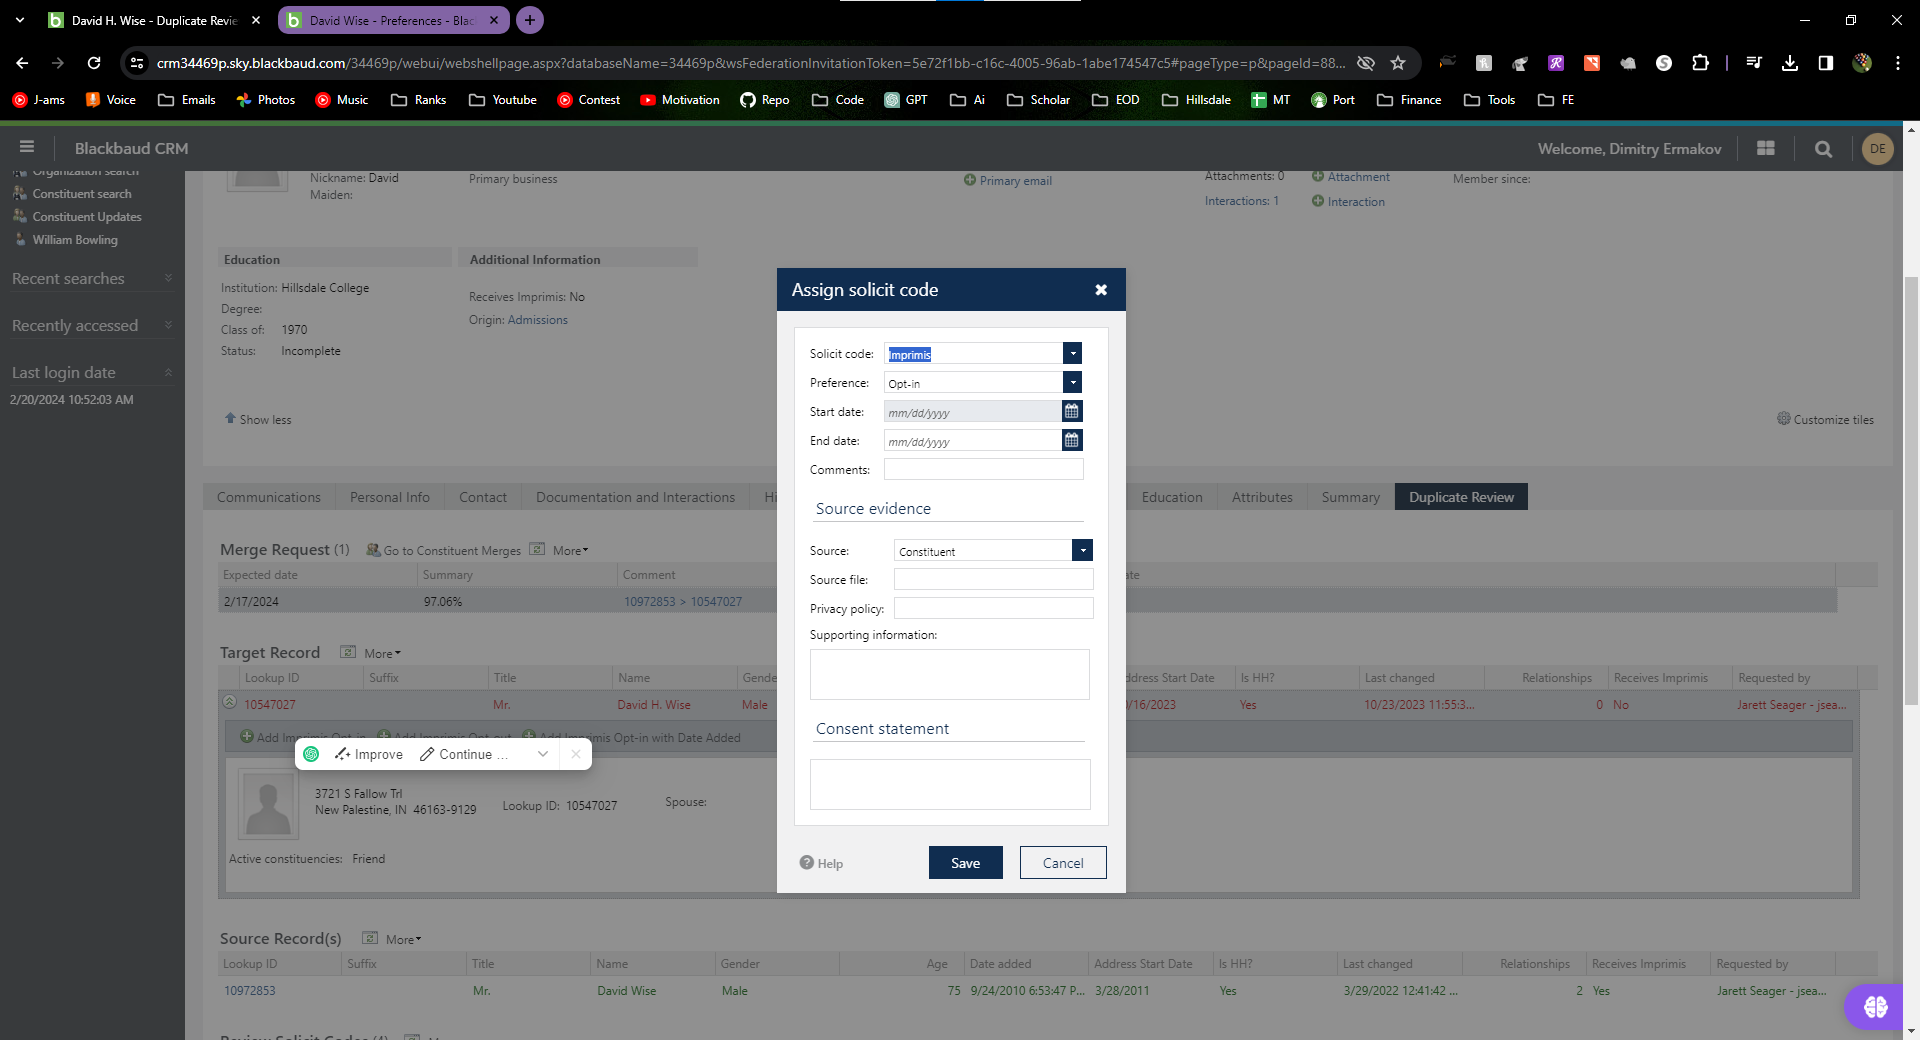 David H. Wise - Duplicate Revie
David Wise - Preferences - Blac
crm34469p.sky.blackbaud.com/34469p/webui/webshellpage.aspx?databaseName=34469p&wsFederationInvitationToken=5e72f1bb-c16c-4005-96ab-1abe174547c5#pageType=p&pageId=88...
J-ams Voice Emails Photos Music Ranks Youtube Contest Motivation Repo Code GPT Ai Scholar EOD Hillsdale MT Port Finance Tools FE
Blackbaud CRM
Welcome, Dimitry Ermakov
DE
Organization search
Constituent search
Constituent Updates
William Bowling
Recent searches
Recently accessed
Last login date
2/20/2024 10:52:03 AM
Nickname: David
Maiden:
Primary business
Primary email
Attachments: 0
Attachment
Interactions: 1
Interaction
Member since:
Education
Institution: Hillsdale College
Degree:
Class of: 1970
Status: Incomplete
Additional Information
Receives Imprimis: No
Origin: Admissions
Show less
Customize tiles
Communications Personal Info Contact Documentation and Interactions Hi
Education Attributes Summary Duplicate Review
Merge Request (1) Go to Constituent Merges More
Expected date Summary Comment ate
2/17/2024 97.06% 10972853 > 10547027
Target Record More
Lookup ID Suffix Title Name Gende ddress Start Date Is HH? Last changed Relationships Receives Imprimis Requested by
10547027 Mr. David H. Wise Male /16/2023 Yes 10/23/2023 11:55:3... 0 No Jarett Seager - jsea...
Add Imprimis Opt-in Add Imprimis Opt-out Add Imprimis Opt-in with Date Added
Improve Continue ...
3721 S Fallow Trl
New Palestine, IN 46163-9129
Lookup ID: 10547027
Spouse:
Active constituencies: Friend
Source Record(s) More
Lookup ID Suffix Title Name Gender Age Date added Address Start Date Is HH? Last changed Relationships Receives Imprimis Requested by
10972853 Mr. David Wise Male 75 9/24/2010 6:53:47 P... 3/28/2011 Yes 3/29/2022 12:41:42 ... 2 Yes Jarett Seager - jsea...
Review Solicit Codes (4)
Assign solicit code
Solicit code: Imprimis
Preference: Opt-in
Start date: mm/dd/yyyy
End date: mm/dd/yyyy
Comments:
Source evidence
Source: Constituent
Source file:
Privacy policy:
Supporting information:
Consent statement
Help
Save
Cancel